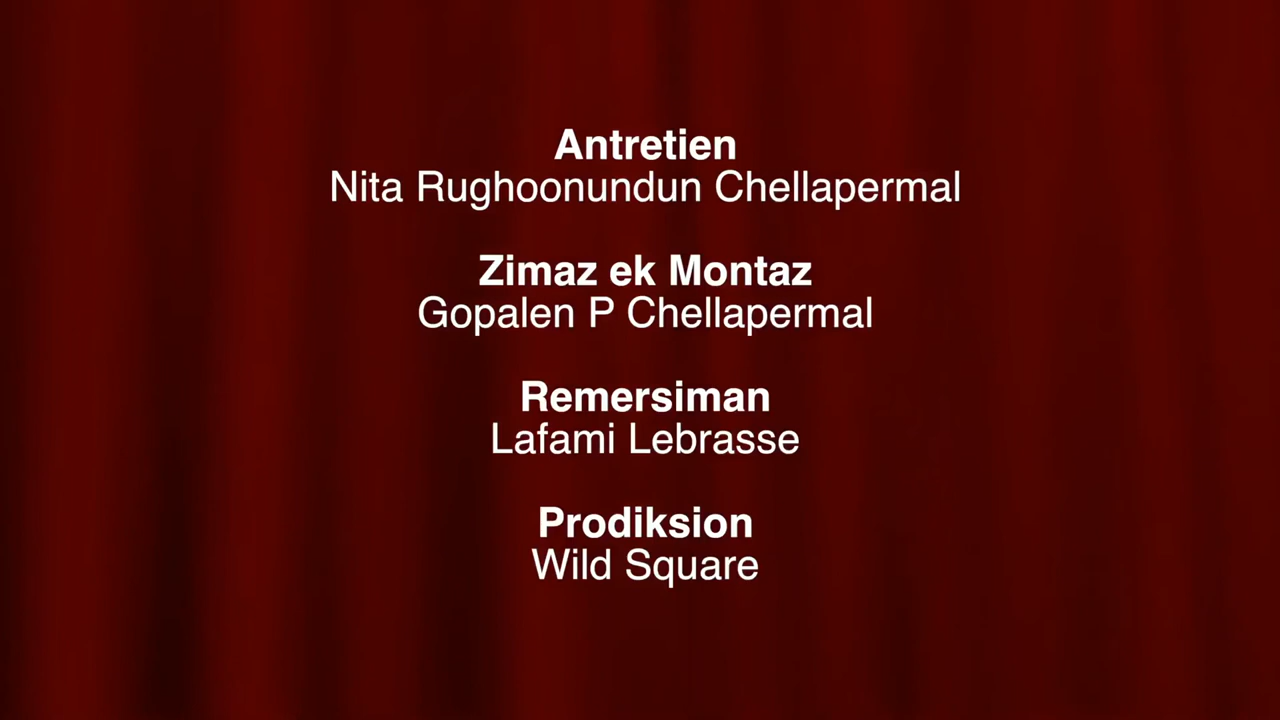 Antretien
Nita Rughoonundun Chellapermal
Zimaz ek Montaz
Gopalen P Chellapermal
Remersiman
Lafami Lebrasse
Prodiksion
Wild Square